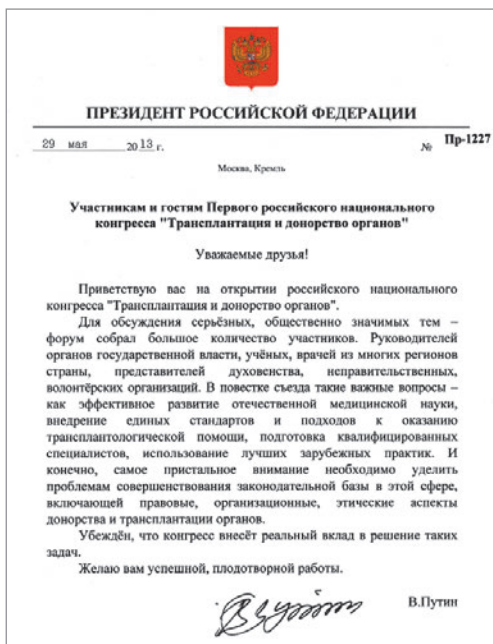 ПРЕЗИДЕНТ РОССИЙСКОЙ ФЕДЕРАЦИИ
29 мая 2013 г.
№ Пр-1227
Москва, Кремль
Участникам и гостям Первого российского национального
конгресса "Трансплантация и донорство органов"
Уважаемые друзья!
Приветствую вас на открытии российского национального
конгресса "Трансплантация и донорство органов".
Для обсуждения серьёзных, общественно значимых тем –
форум собрал большое количество участников. Руководителей
органов государственной власти, учёных, врачей из многих регионов
страны, представителей духовенства, неправительственных,
волонтёрских организаций. В повестке съезда такие важные вопросы –
как эффективное развитие отечественной медицинской науки,
внедрение единых стандартов и подходов к оказанию
трансплантологической помощи, подготовка квалифицированных
специалистов, использование лучших зарубежных практик. И
конечно, самое пристальное внимание необходимо уделить
проблемам совершенствования законодательной базы в этой сфере,
включающей правовые, организационные, этические аспекты
донорства и трансплантации органов.
Убеждён, что конгресс внесёт реальный вклад в решение таких
задач.
Желаю вам успешной, плодотворной работы.
В.Путин